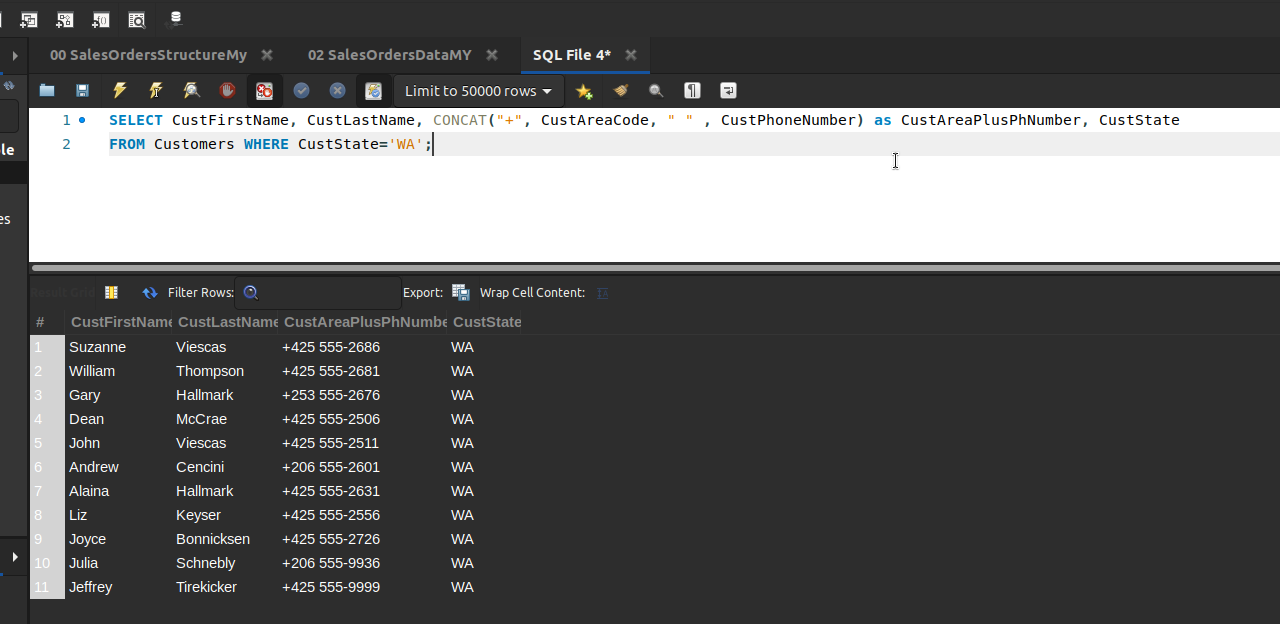 00 SalesOrdersStructureMy 02 SalesOrdersDataMY SQL File 4*
Limit to 50000 rows
1 SELECT CustFirstName, CustLastName, CONCAT("+", CustAreaCode, " " , CustPhoneNumber) as CustAreaPlusPhNumber, CustState
2 FROM Customers WHERE CustState='WA';
le
es
Result Grid Filter Rows: Export: Wrap Cell Content:
# CustFirstName CustLastName CustAreaPlusPhNumbe CustState
1 Suzanne Viescas +425 555-2686 WA
2 William Thompson +425 555-2681 WA
3 Gary Hallmark +253 555-2676 WA
4 Dean McCrae +425 555-2506 WA
5 John Viescas +425 555-2511 WA
6 Andrew Cencini +206 555-2601 WA
7 Alaina Hallmark +425 555-2631 WA
8 Liz Keyser +425 555-2556 WA
9 Joyce Bonnicksen +425 555-2726 WA
10 Julia Schnebly +206 555-9936 WA
11 Jeffrey Tirekicker +425 555-9999 WA